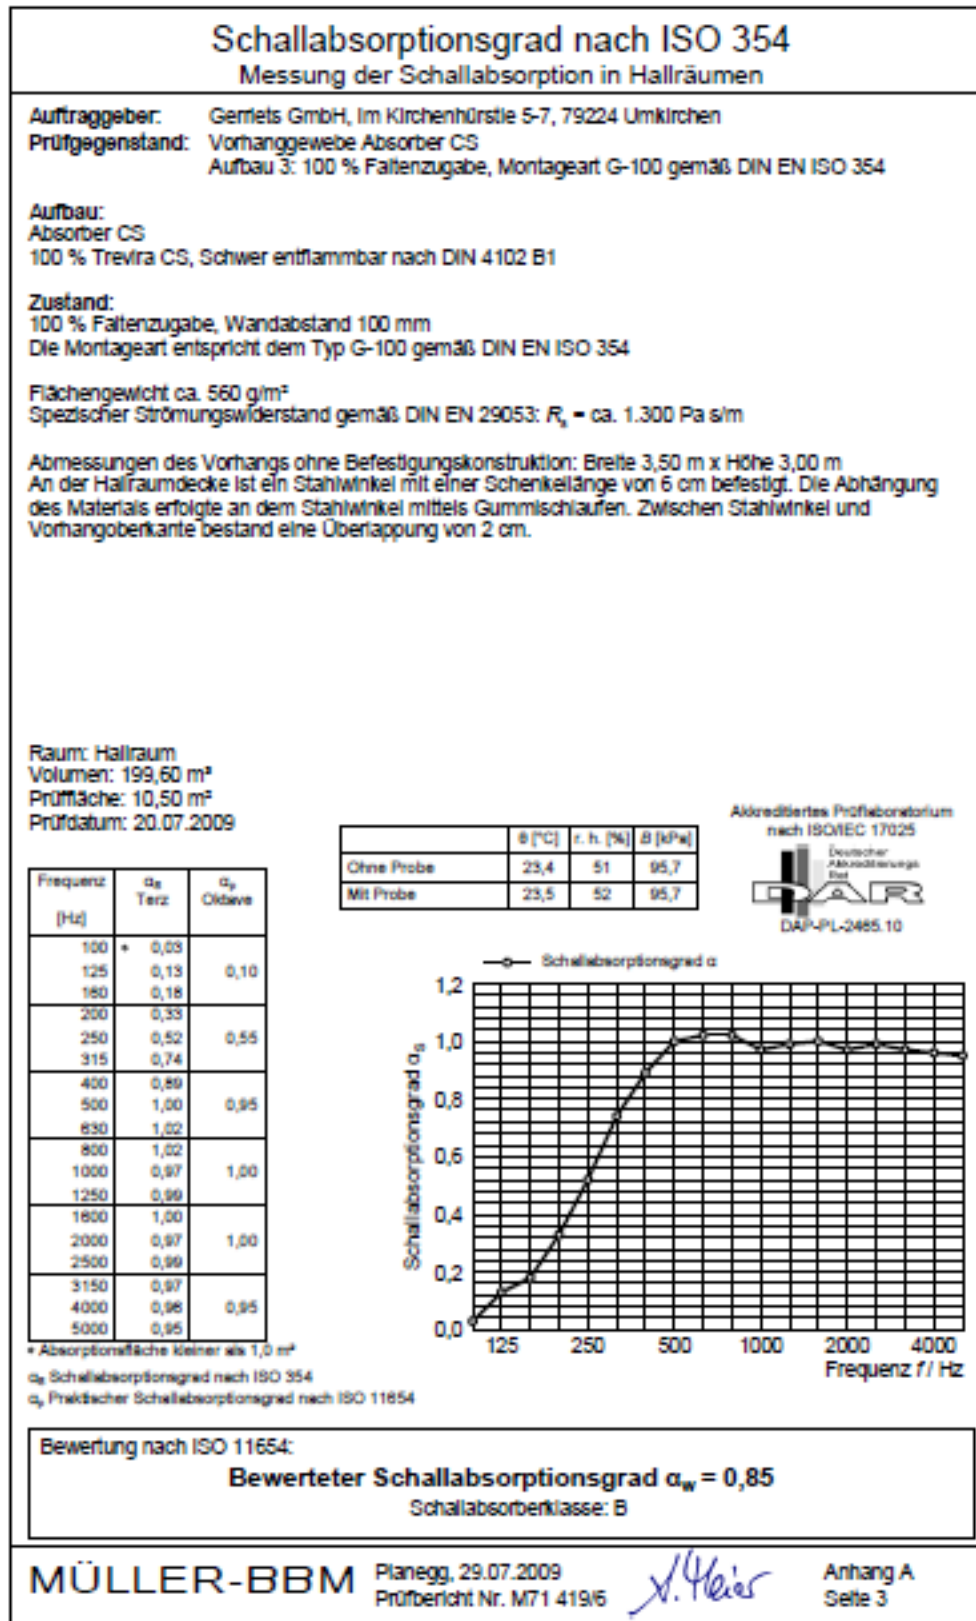 Schallabsorptionsgrad nach ISO 354
Messung der Schallabsorption in Hallräumen
Auftraggeber: Gerriets GmbH, Im Kirchenhürstle 5-7, 79224 Umkirchen
Prüfgegenstand: Vorhanggewebe Absorber CS
Aufbau 3: 100 % Faltenzugabe, Montageart G-100 gemäß DIN EN ISO 354
Aufbau:
Absorber CS
100 % Trevira CS, Schwer entflammbar nach DIN 4102 B1
Zustand:
100 % Faltenzugabe, Wandabstand 100 mm
Die Montageart entspricht dem Typ G-100 gemäß DIN EN ISO 354
Flächengewicht ca. 560 g/m²
Spezischer Strömungswiderstand gemäß DIN EN 29053: Rs = ca. 1.300 Pa s/m
Abmessungen des Vorhangs ohne Befestigungskonstruktion: Breite 3,50 m x Höhe 3,00 m
An der Hallraumdecke ist ein Stahlwinkel mit einer Schenkellänge von 6 cm befestigt. Die Abhängung
des Materials erfolgte an dem Stahlwinkel mittels Gummischlaufen. Zwischen Stahlwinkel und
Vorhangoberkante bestand eine Überlappung von 2 cm.
Raum: Hallraum
Volumen: 199,60 m³
Prüffläche: 10,50 m²
Prüfdatum: 20.07.2009
θ [°C] r. h. [%] B [kPa]
Ohne Probe 23,4 51 95,7
Mit Probe 23,5 52 95,7
Akkreditiertes Prüflaboratorium
nach ISO/IEC 17025
Deutscher
Akkreditierungs
Rat
DAR
DAP-PL-2465.10
Frequenz αs αp
Terz Oktave
[Hz]
100 * 0,03
125 0,13 0,10
160 0,18
200 0,33
250 0,52 0,55
315 0,74
400 0,89
500 1,00 0,95
630 1,02
800 1,02
1000 0,97 1,00
1250 0,99
1600 1,00
2000 0,97 1,00
2500 0,99
3150 0,97
4000 0,96 0,95
5000 0,95
* Absorptionsfläche kleiner als 1,0 m²
αs Schallabsorptionsgrad nach ISO 354
αp Praktischer Schallabsorptionsgrad nach ISO 11654
Schallabsorptionsgrad α
Schallabsorptionsgrad αs
1,2
1,0
0,8
0,6
0,4
0,2
0,0
125 250 500 1000 2000 4000
Frequenz f / Hz
Bewertung nach ISO 11654:
Bewerteter Schallabsorptionsgrad αw = 0,85
Schallabsorberklasse: B
MÜLLER-BBM
Planegg, 29.07.2009
Prüfbericht Nr. M71 419/6
Anhang A
Seite 3